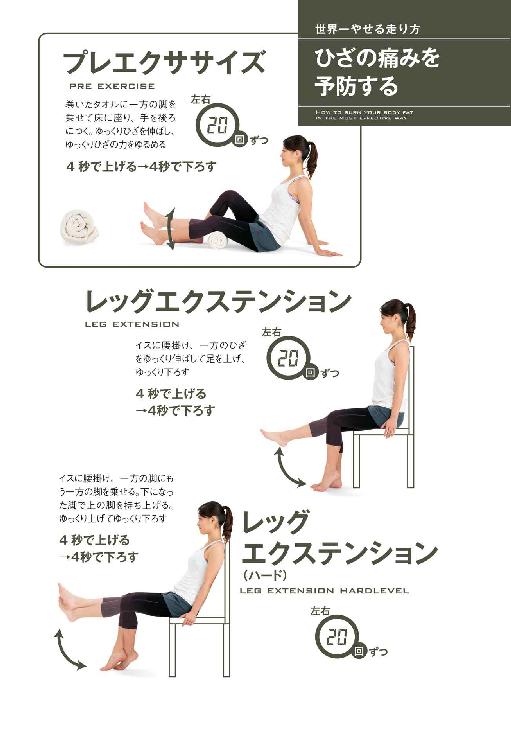 世界一やせる走り方
ひざの痛みを
予防する
HOW TO BURN YOUR BODY FAT
IN THE MOST EFFECTIVE WAY
プレエクササイズ
PRE EXERCISE
巻いたタオルに一方の脚を
乗せて床に座り、手を後ろ
につく。ゆっくりひざを伸ばし、
ゆっくりひざの力をゆるめる
4 秒で上げる→4秒で下ろす
左右
20
回ずつ
レッグエクステンション
LEG EXTENSION
イスに腰掛け、一方のひざ
をゆっくり伸ばして足を上げ、
ゆっくり下ろす
4 秒で上げる
→4秒で下ろす
左右
20
回ずつ
イスに腰掛け、一方の脚にも
う一方の脚を乗せる。下になっ
た脚で上の脚を持ち上げる。
ゆっくり上げてゆっくり下ろす
4 秒で上げる
→4秒で下ろす
レッグ
エクステンション
（ハード）
LEG EXTENSION HARDLEVEL
左右
20
回ずつ